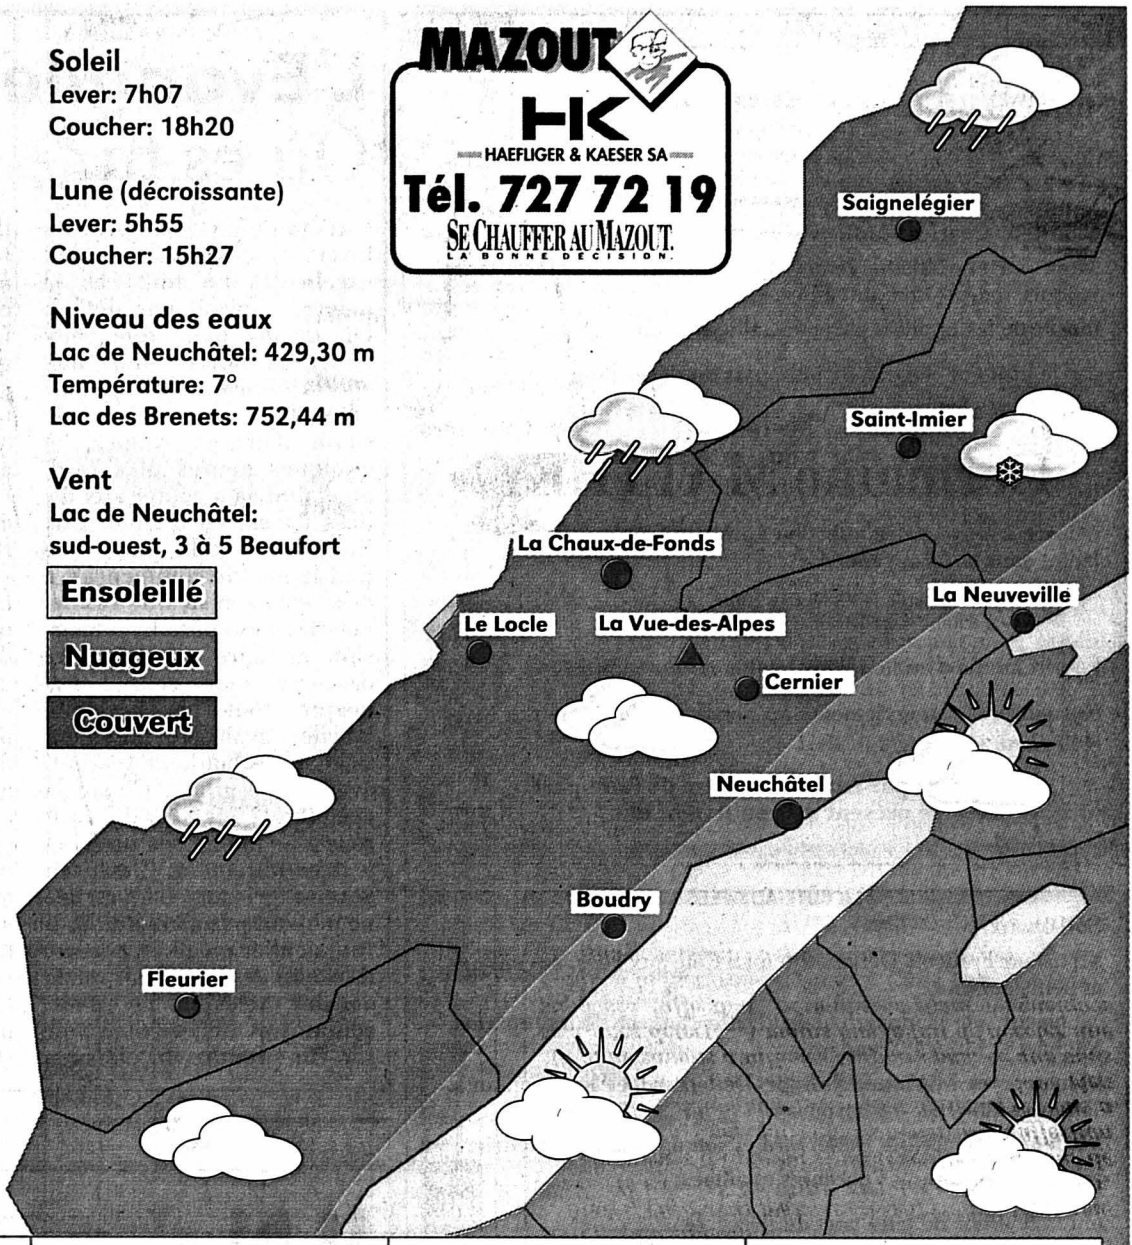 Soleil
Lever: 7h07
Coucher: 18h20
Lune (décroissante)
Lever: 5h55
Coucher: 15h27
Niveau des eaux
Lac de Neuchâtel: 429,30 m
Température: 7°
Lac des Brenets: 752,44 m
Vent
Lac de Neuchâtel:
sud-ouest, 3 à 5 Beaufort
Ensoleillé
Nuageux
Couvert
MAZOUT
HK
HAEFLIGER & KAESER SA
Tél. 727 72 19
SE CHAUFFER AU MAZOUT.
LA BONNE DÉCISION.
Saignelégier
Saint-Imier
La Chaux-de-Fonds
La Neuveville
Le Locle
La Vue-des-Alpes
Cernier
Neuchâtel
Boudry
Fleurier